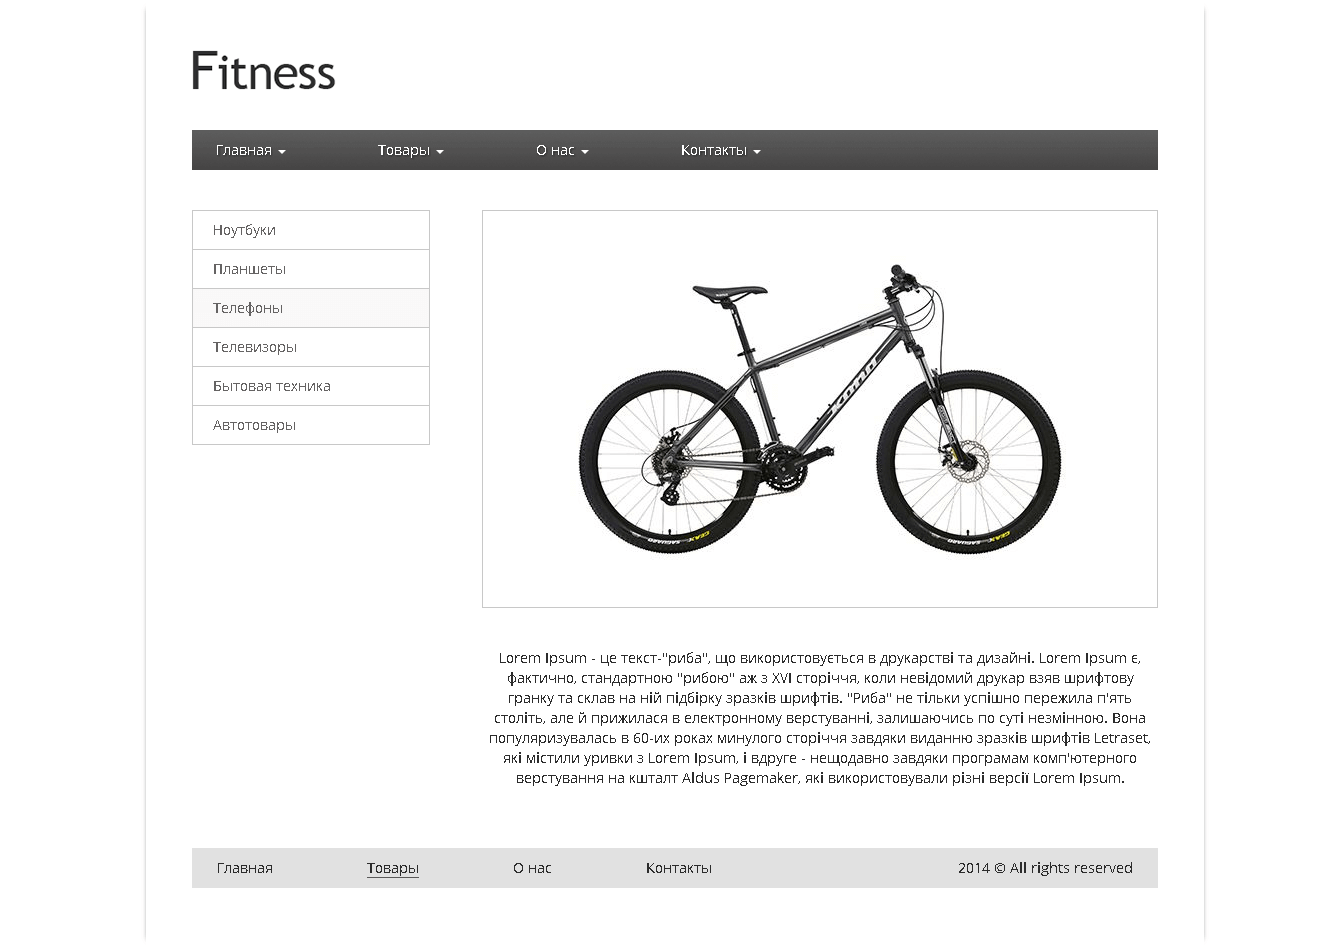 Fitness
Главная Товары О нас Контакты
Ноутбуки
Планшеты
Телефоны
Телевизоры
Бытовая техника
Автотовары
KONA
Lorem Ipsum - це текст-"риба", що використовується в друкарстві та дизайні. Lorem Ipsum є,
фактично, стандартною "рибою" аж з XVI сторіччя, коли невідомий друкар взяв шрифтову
гранку та склав на ній підбірку зразків шрифтів. "Риба" не тільки успішно пережила п'ять
століть, але й прижилася в електронному верстуванні, залишаючись по суті незмінною. Вона
популяризувалась в 60-их роках минулого сторіччя завдяки виданню зразків шрифтів Letraset,
які містили уривки з Lorem Ipsum, і вдруге - нещодавно завдяки програмам комп'ютерного
верстування на кшталт Aldus Pagemaker, які використовували різні версії Lorem Ipsum.
Главная Товары О нас Контакты 2014 © All rights reserved